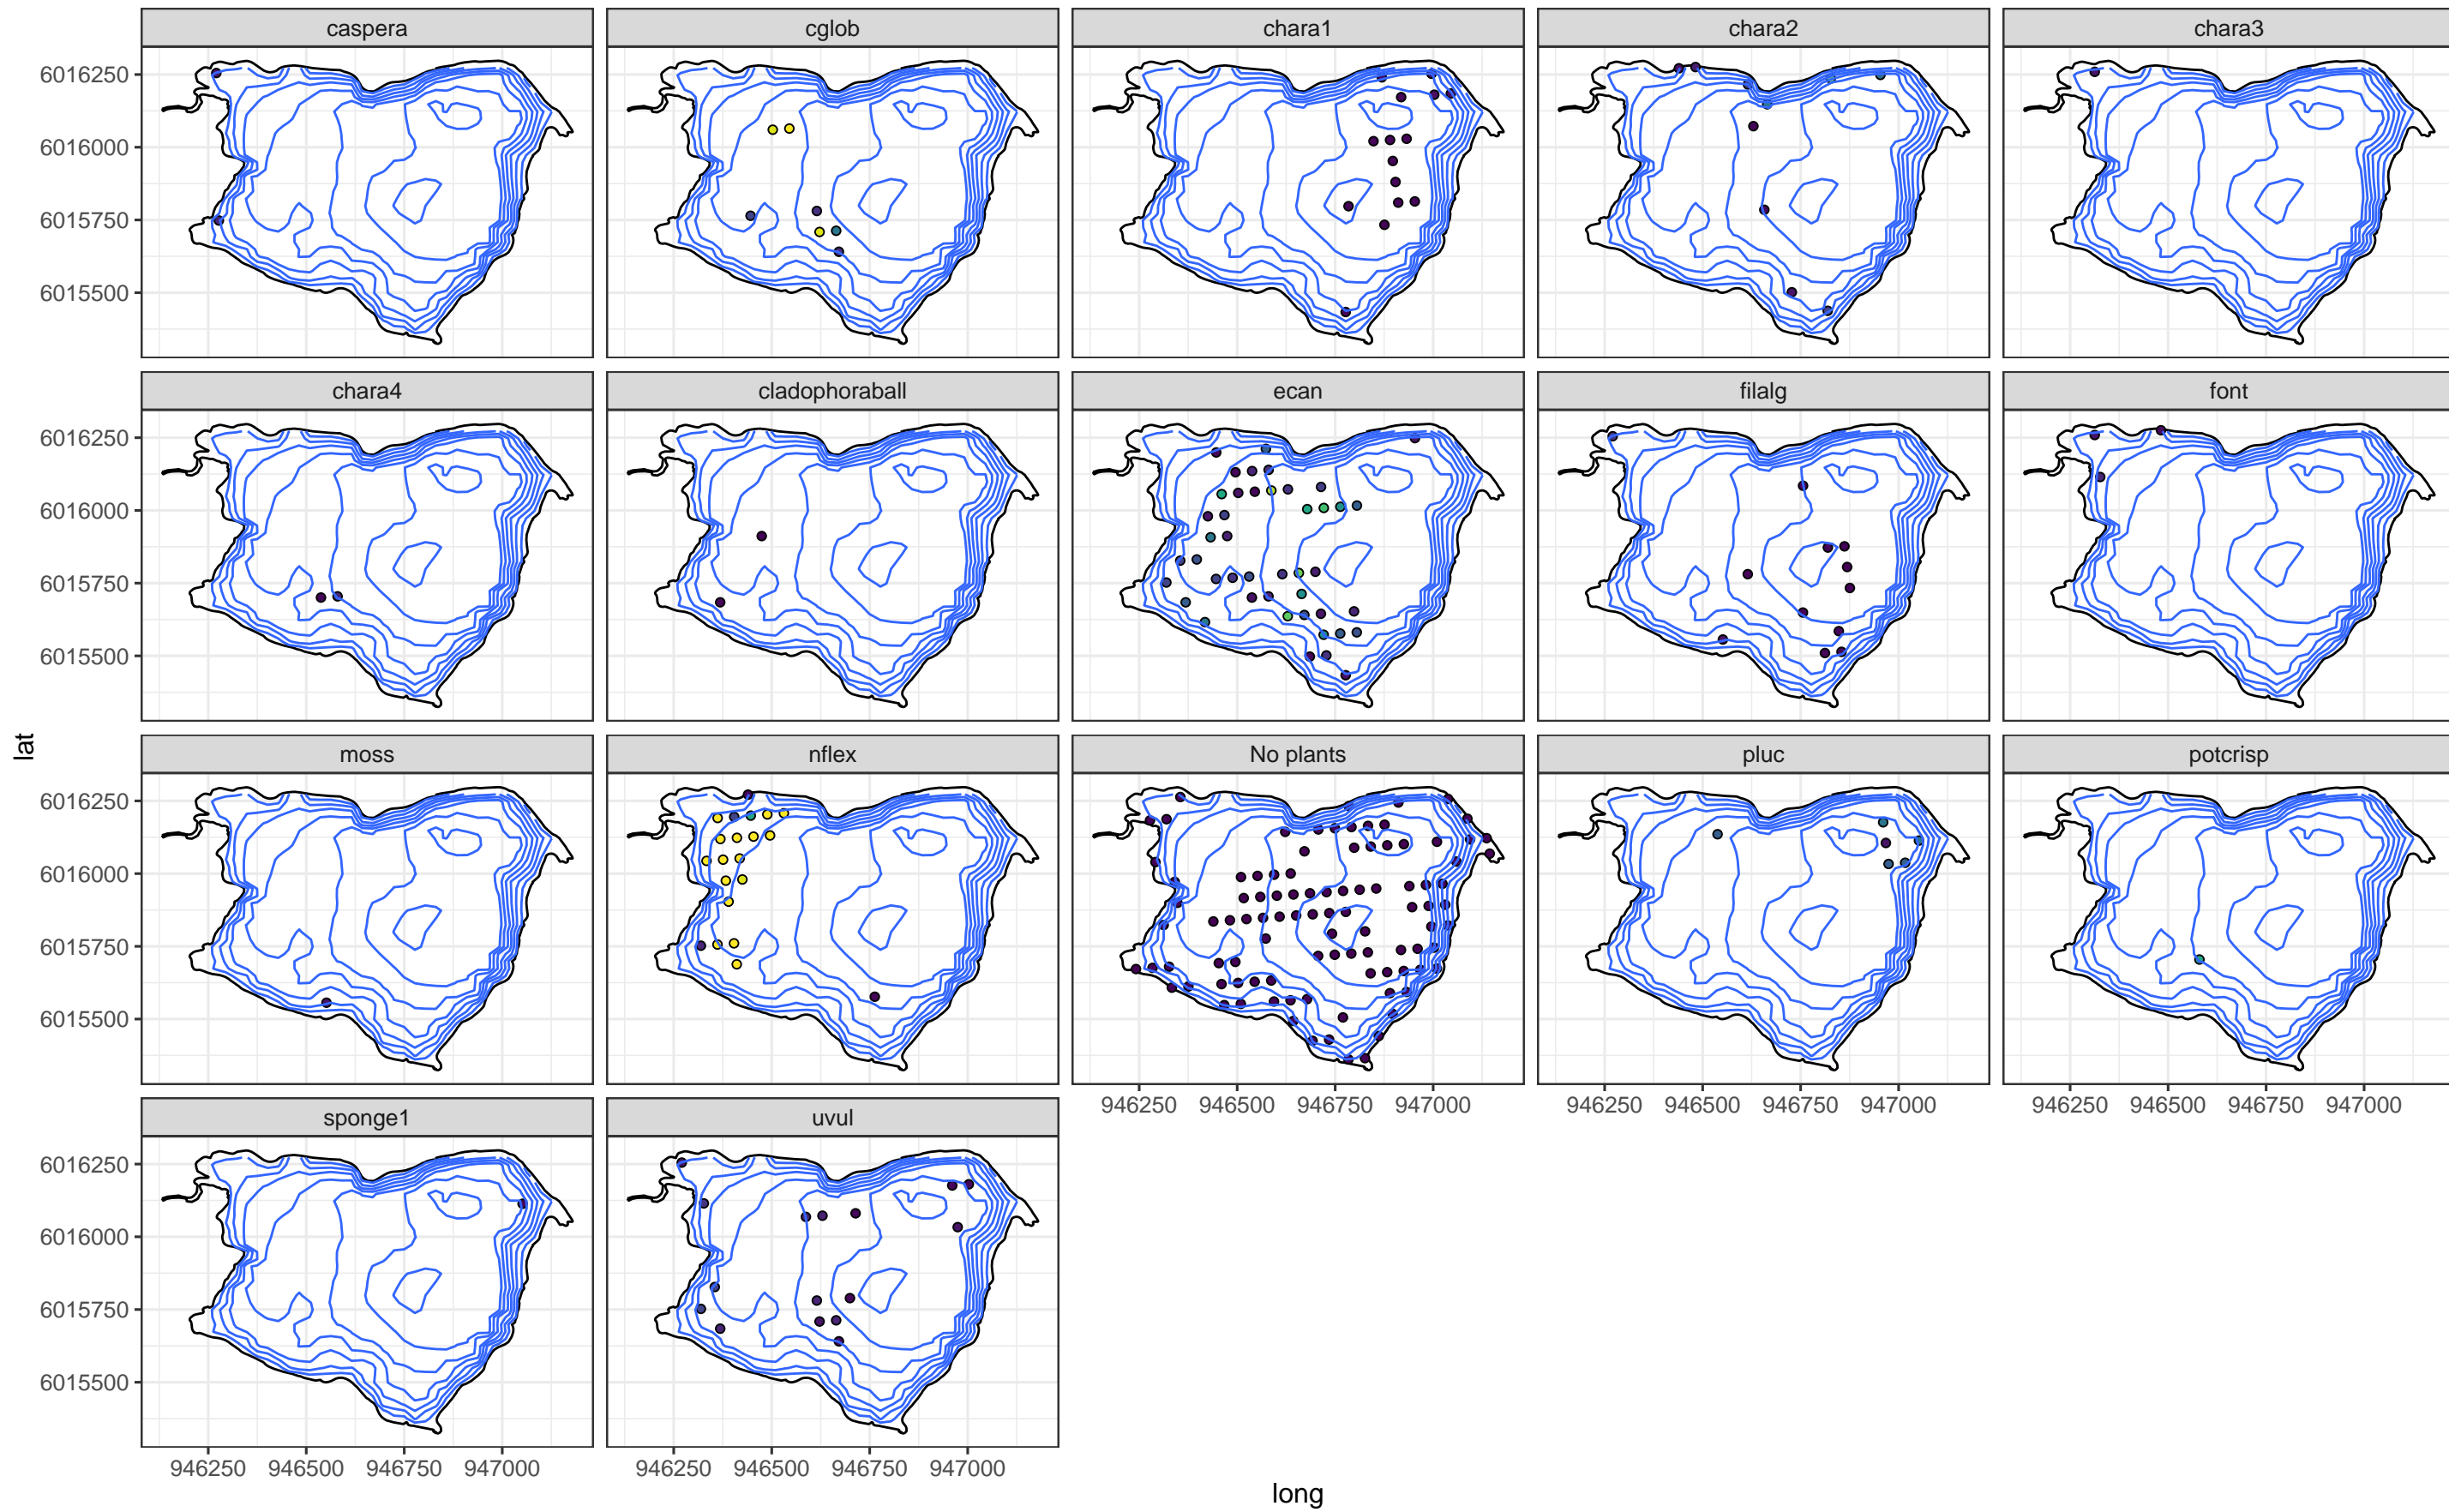 caspera cglob chara1 chara2 chara3
6016250
6016000
6015750
6015500
chara4 cladophoraball ecan filalg font
6016250
6016000
6015750
6015500
lat
moss nflex No plants pluc potcrisp
6016250
6016000
6015750
6015500
946250 946500 946750 947000 946250 946500 946750 947000 946250 946500 946750 947000
sponge1 uvul
6016250
6016000
6015750
6015500
946250 946500 946750 947000 946250 946500 946750 947000
long